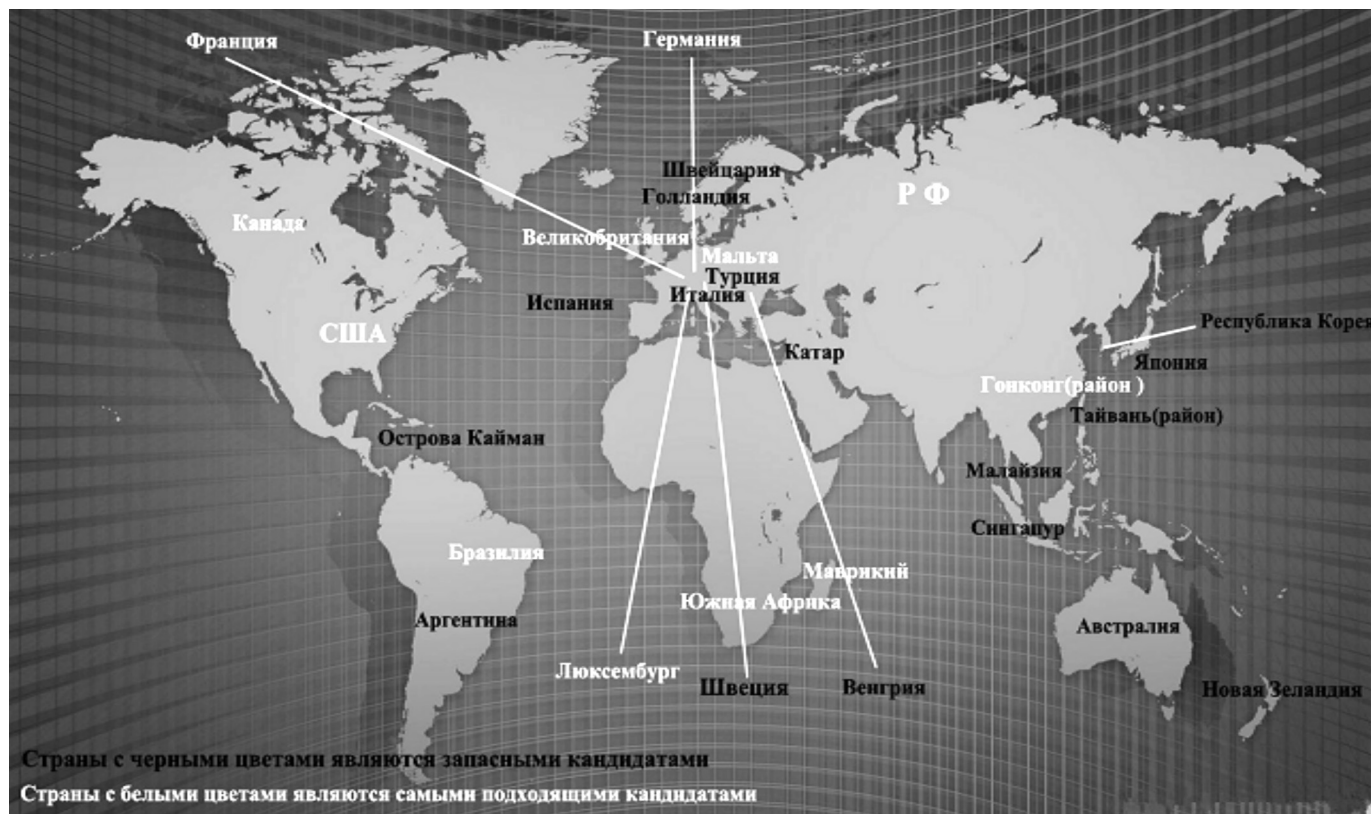 Франция
Германия
Швейцария
Голландия
Р Ф
Канада
Великобритания
Мальта
Турция
Италия
Испания
США
Республика Корея
Катар
Япония
Гонконг(район )
Тайвань(район)
Острова Кайман
Малайзия
Сингапур
Бразилия
Маврикий
Южная Африка
Аргентина
Австралия
Люксембург
Швеция
Венгрия
Новая Зеландия
Страны с черными цветами являются запасными кандидатами
Страны с белыми цветами являются самыми подходящими кандидатами